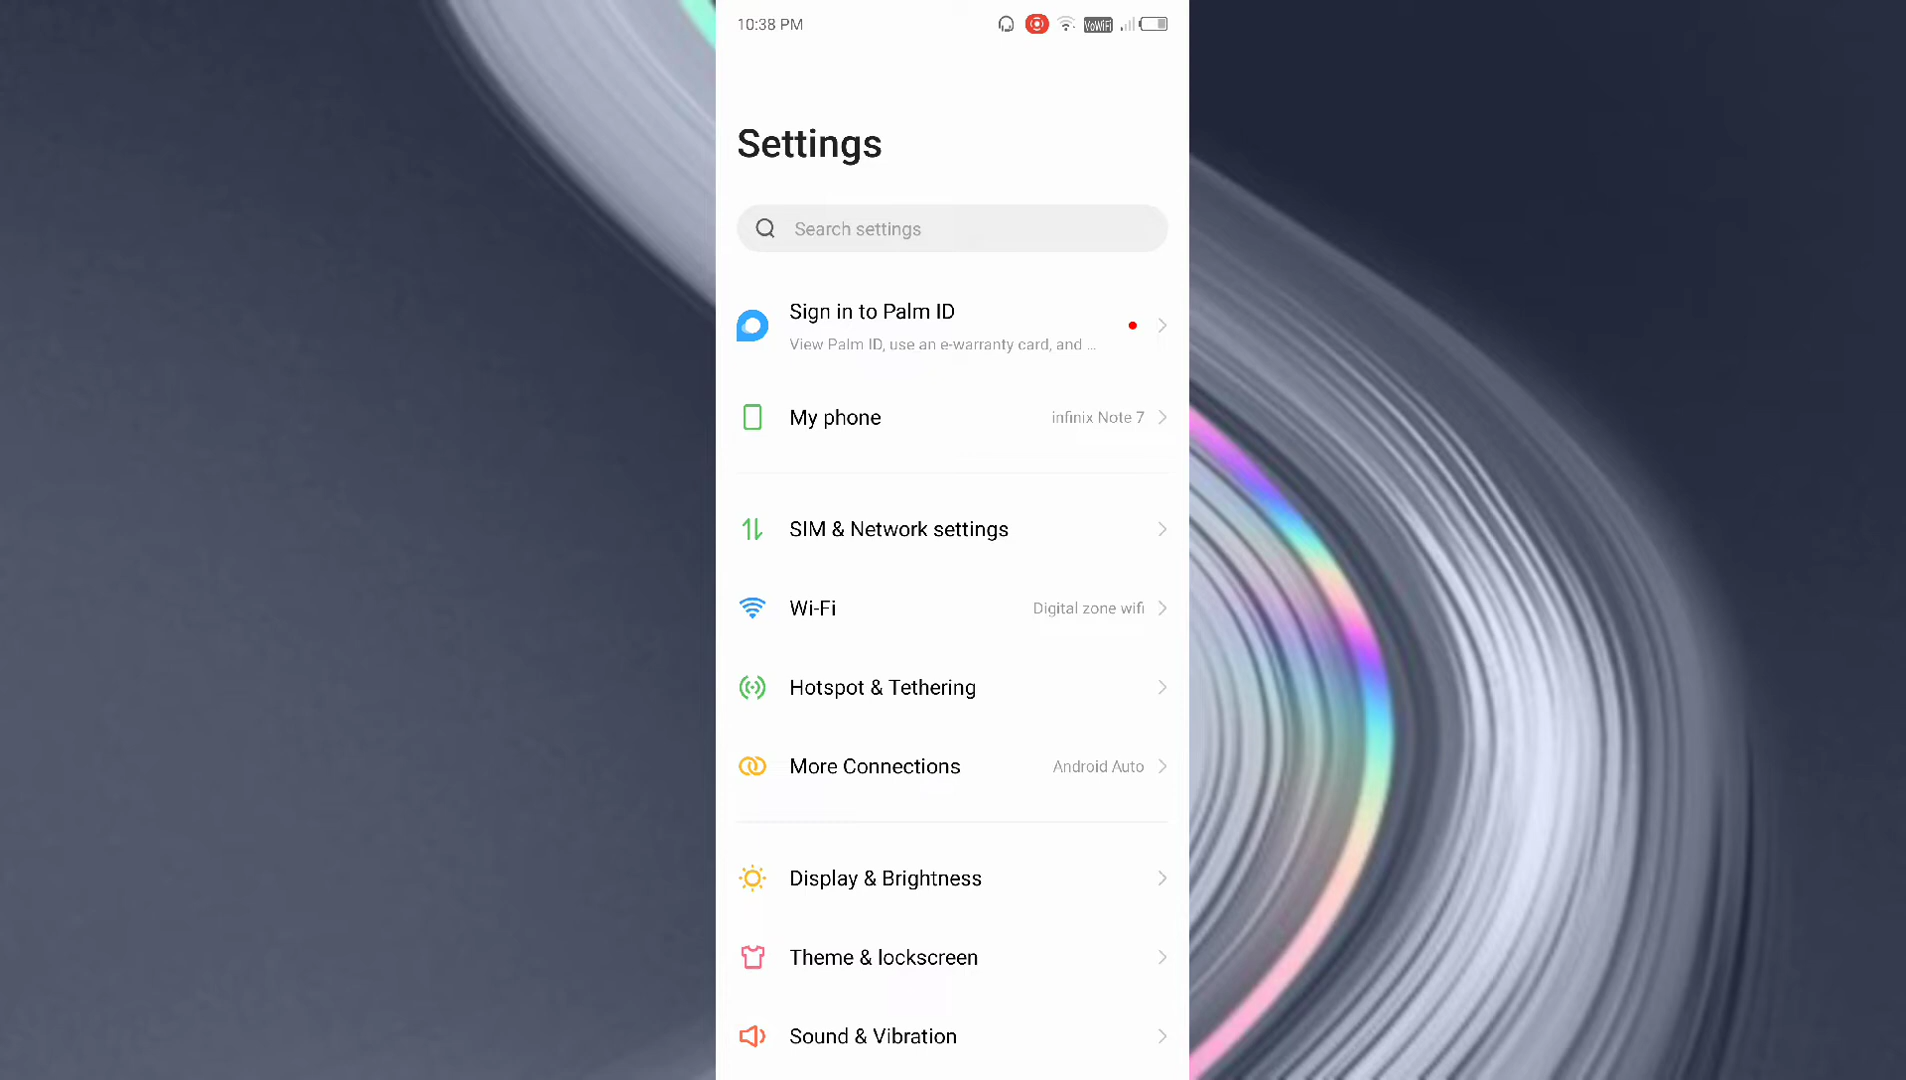 10:38 PM
VoWiFi
Settings
Search settings
Sign in to Palm ID
View Palm ID, use an e-warranty card, and ...
My phone
infinix Note 7
SIM & Network settings
Wi-Fi
Digital zone wifi
Hotspot & Tethering
More Connections
Android Auto
Display & Brightness
Theme & lockscreen
Sound & Vibration